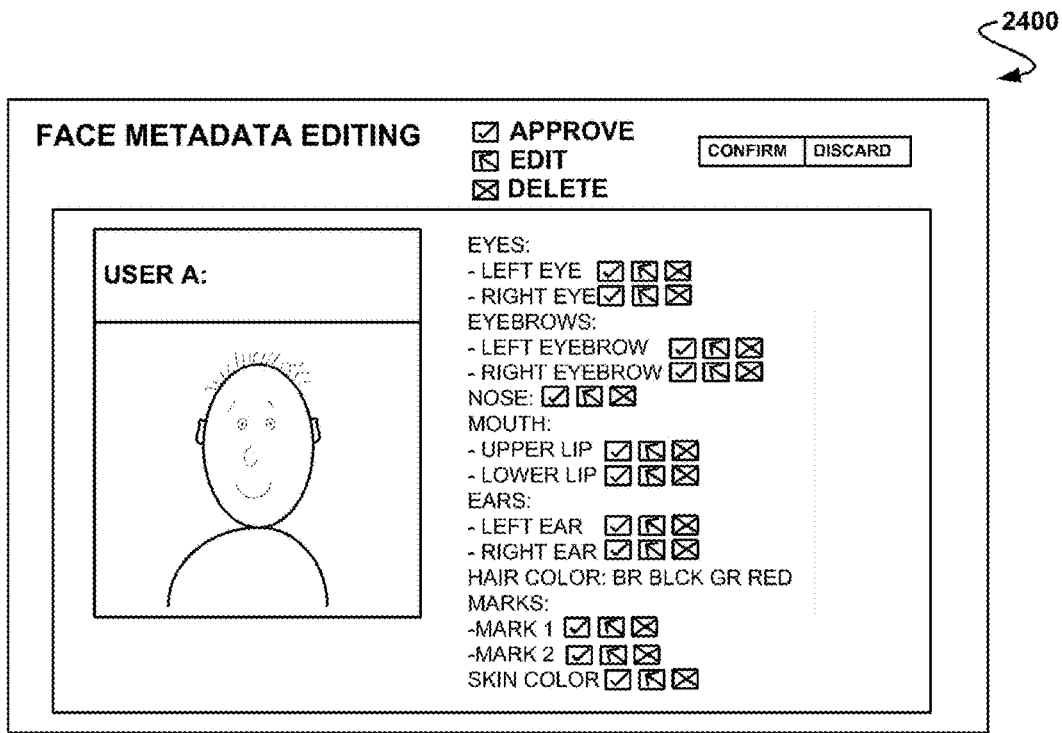 2400
FACE METADATA EDITING
APPROVE
EDIT
DELETE
CONFIRM DISCARD
USER A:
EYES:
- LEFT EYE
- RIGHT EYE
EYEBROWS:
- LEFT EYEBROW
- RIGHT EYEBROW
NOSE:
MOUTH:
- UPPER LIP
- LOWER LIP
EARS:
- LEFT EAR
- RIGHT EAR
HAIR COLOR: BR BLCK GR RED
MARKS:
-MARK 1
-MARK 2
SKIN COLOR